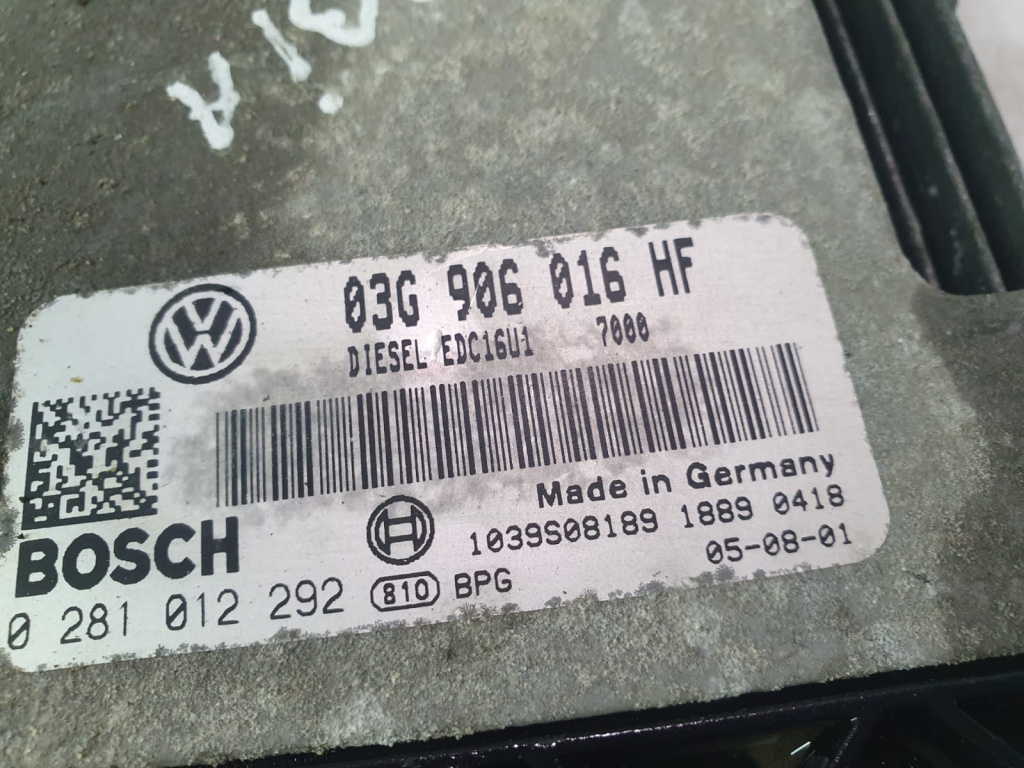 03G 906 016 HF
DIESEL EDC16U1 7000
Made in Germany
BOSCH
1039S08189 1889 0418
0 281 012 292 810 BPG
05-08-01